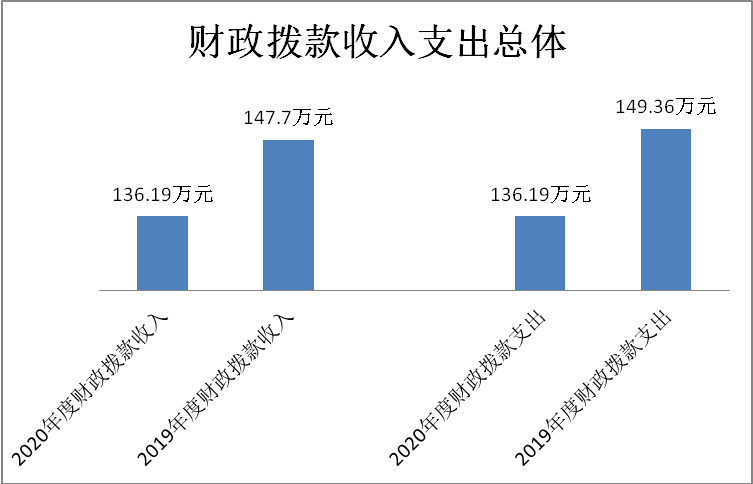 财政拨款收入支出总体
136.19万元
147.7万元
136.19万元
149.36万元
2020年度财政拨款收入
2019年度财政拨款收入
2020年度财政拨款支出
2019年度财政拨款支出